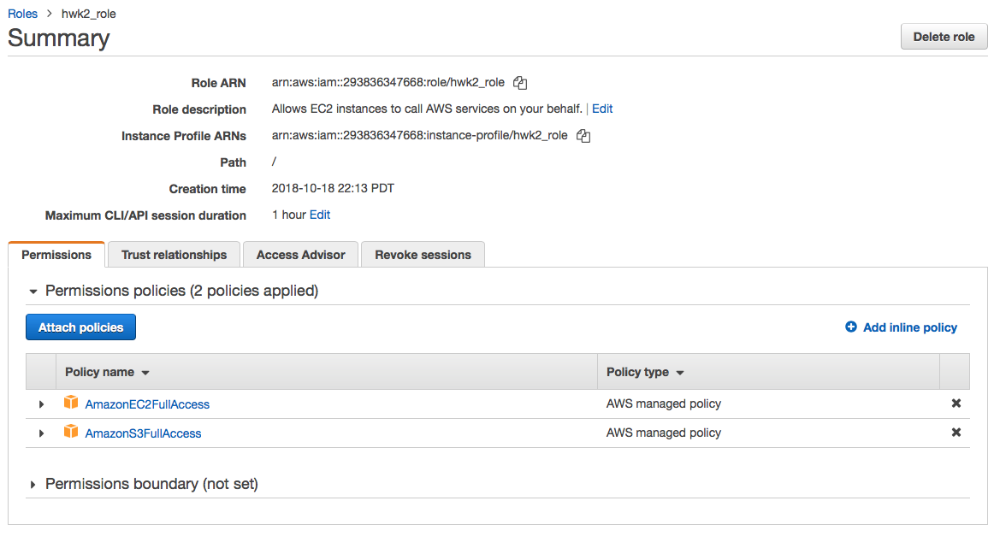 Roles > hwk2_role
Summary
Delete role
Role ARN arn:aws:iam::293836347668:role/hwk2_role
Role description Allows EC2 instances to call AWS services on your behalf. | Edit
Instance Profile ARNs arn:aws:iam::293836347668:instance-profile/hwk2_role
Path /
Creation time 2018-10-18 22:13 PDT
Maximum CLI/API session duration 1 hour Edit
Permissions Trust relationships Access Advisor Revoke sessions
Permissions policies (2 policies applied)
Attach policies Add inline policy
Policy name Policy type
AmazonEC2FullAccess AWS managed policy
AmazonS3FullAccess AWS managed policy
Permissions boundary (not set)